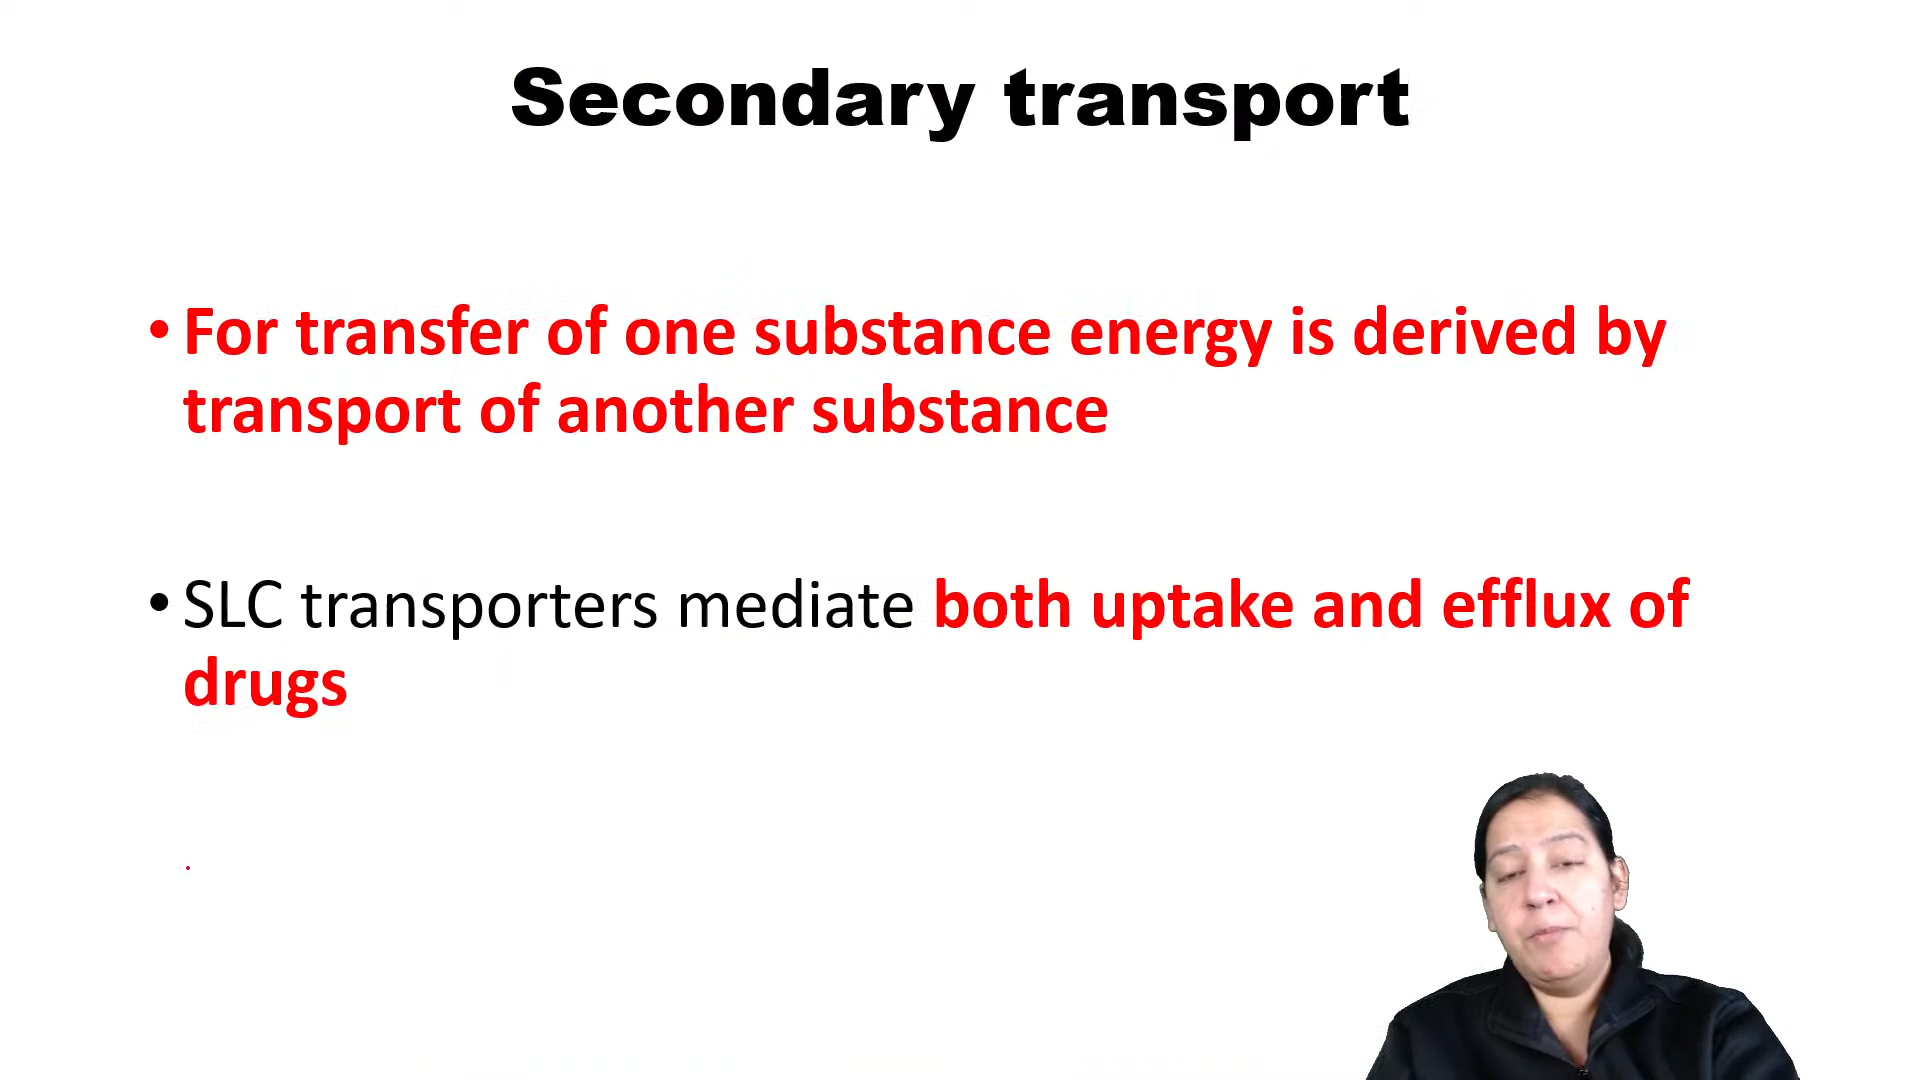 Secondary transport
• For transfer of one substance energy is derived by
transport of another substance
• SLC transporters mediate both uptake and efflux of
drugs